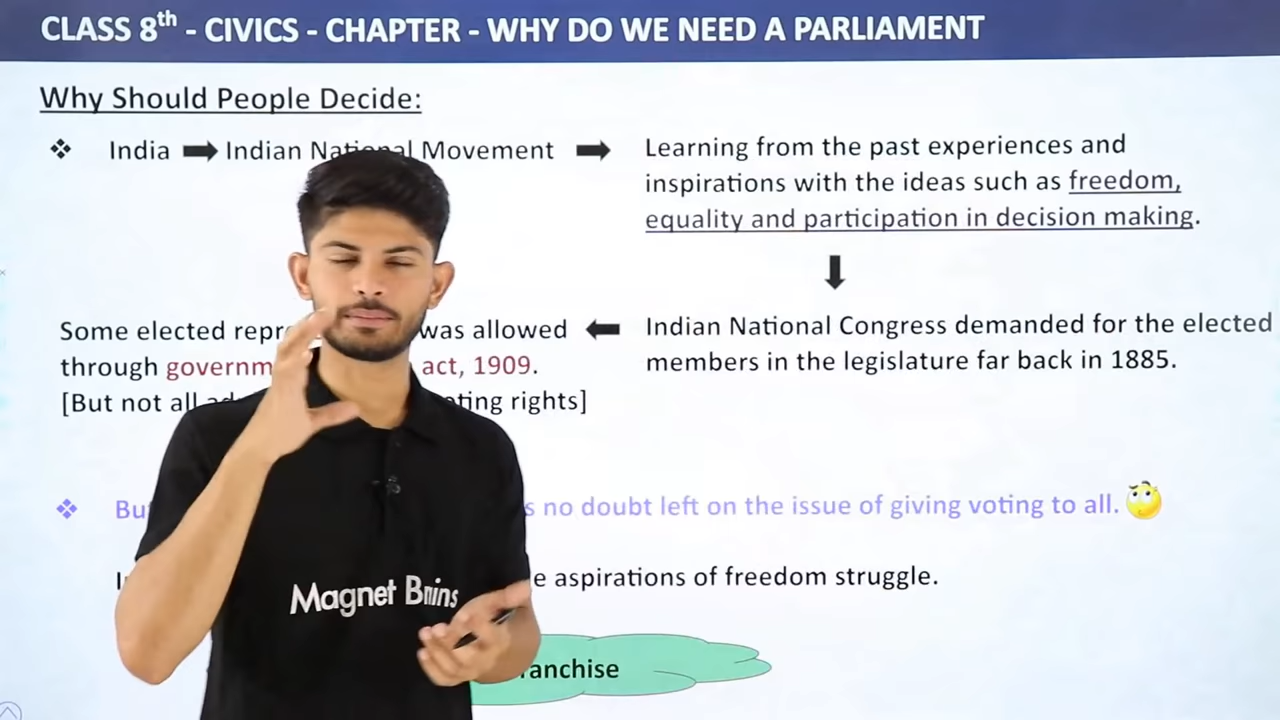 CLASS 8th - CIVICS - CHAPTER - WHY DO WE NEED A PARLIAMENT
Why Should People Decide:
❖ India ➡ Indian National Movement ➡ Learning from the past experiences and
inspirations with the ideas such as freedom,
equality and participation in decision making.
⬇
Some elected was allowed ⬅ Indian National Congress demanded for the elected
through act, 1909. members in the legislature far back in 1885.
[But not all rights]
❖ no doubt left on the issue of giving voting to all.
aspirations of freedom struggle.
Magnet Brains